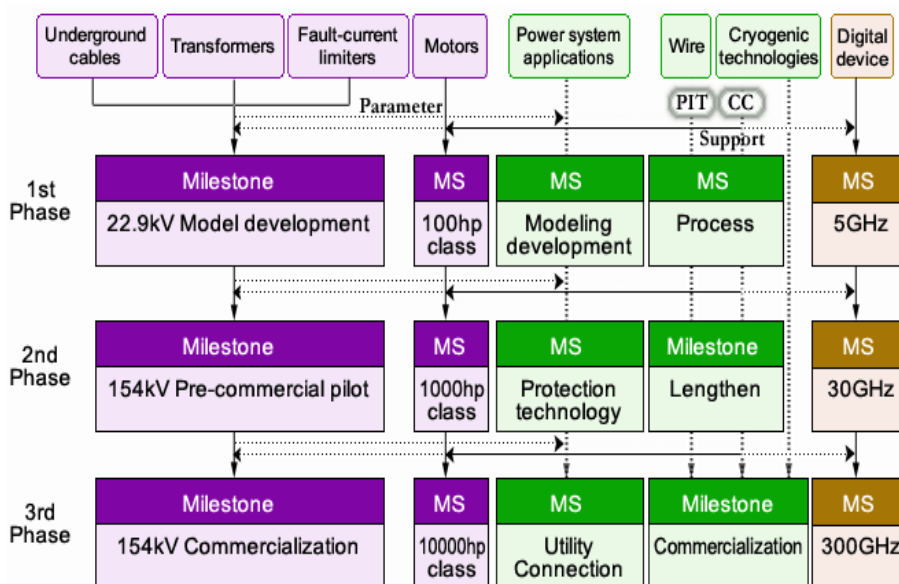 Underground
cables
Transformers
Fault-current
limiters
Motors
Power system
applications
Wire
Cryogenic
technologies
Digital
device
Parameter
PIT
CC
Support
1st
Phase
Milestone
22.9kV Model development
MS
100hp
class
MS
Modeling
development
MS
Process
MS
5GHz
2nd
Phase
Milestone
154kV Pre-commercial pilot
MS
1000hp
class
MS
Protection
technology
Milestone
Lengthen
MS
30GHz
3rd
Phase
Milestone
154kV Commercialization
MS
10000hp
class
MS
Utility
Connection
Milestone
Commercialization
MS
300GHz